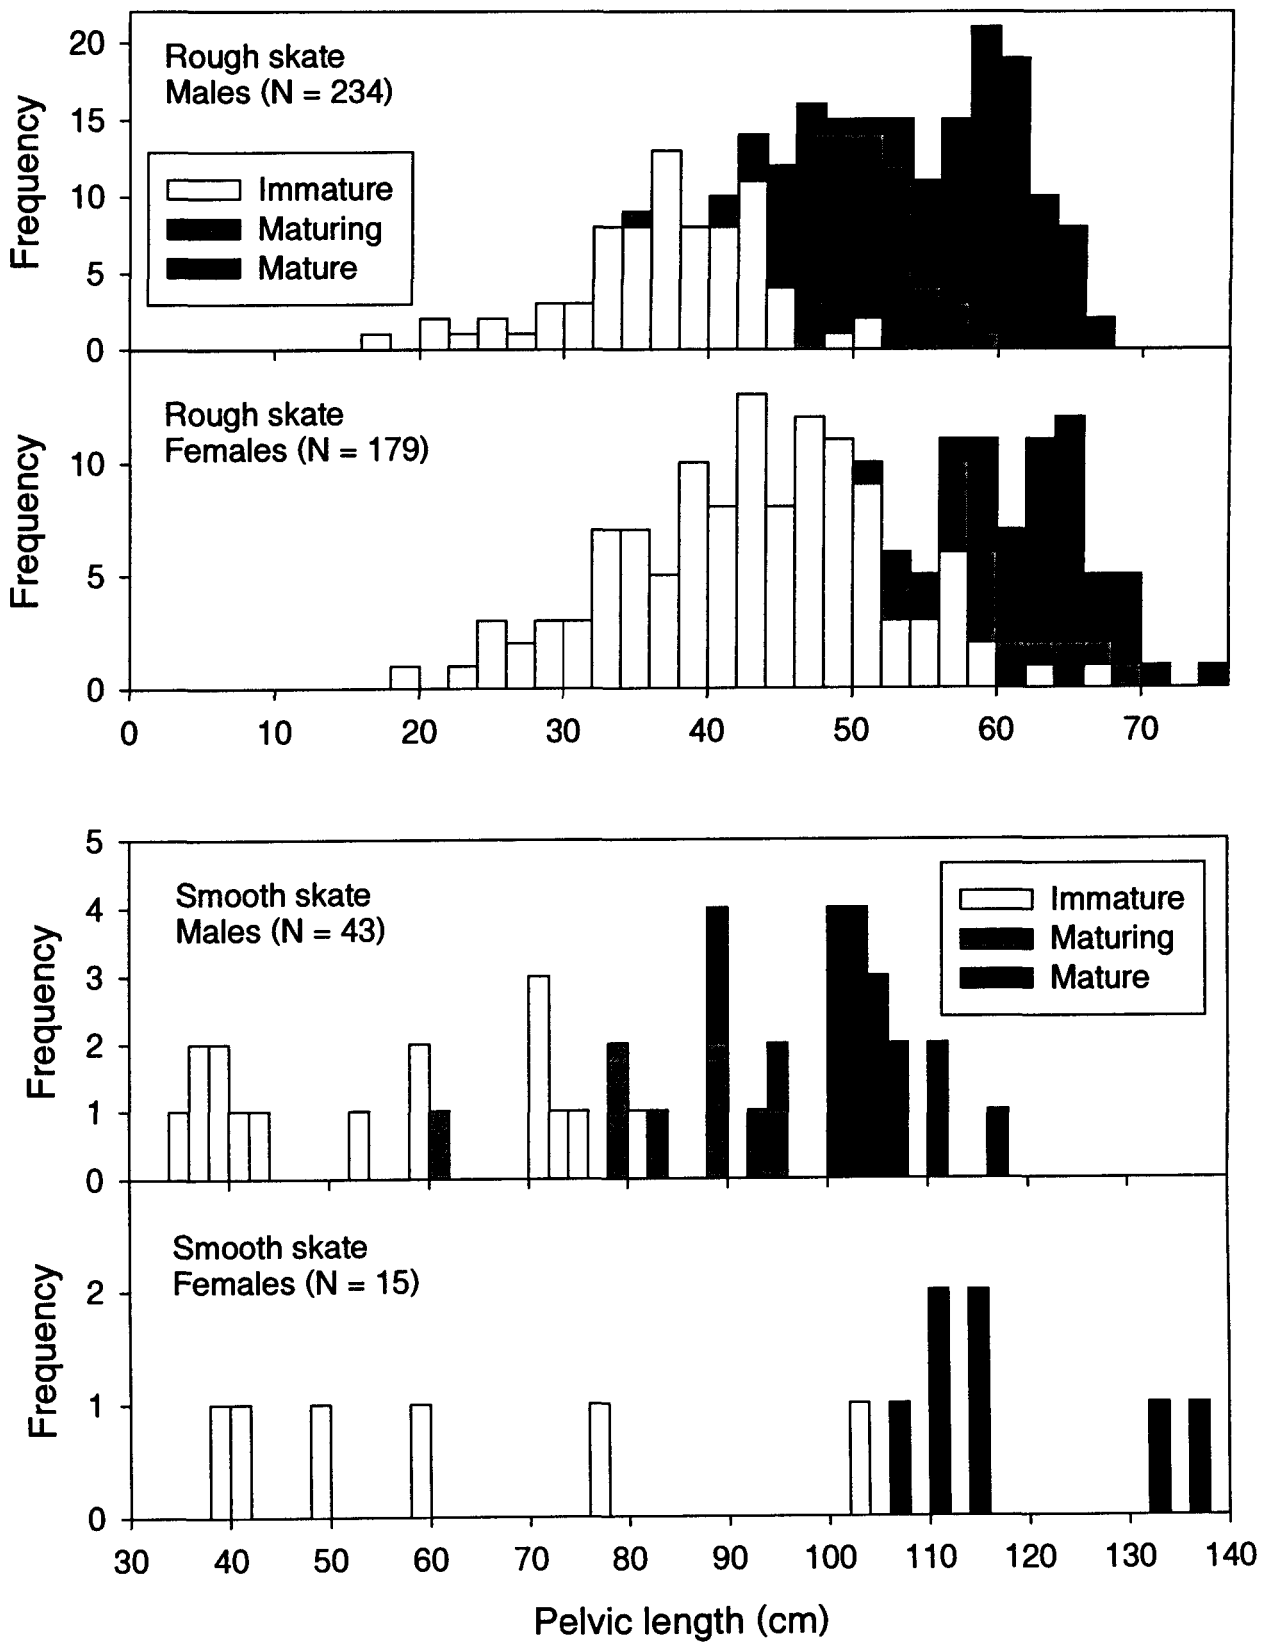 Frequency
20
15
10
5
0
Rough skate
Males (N = 234)
Immature
Maturing
Mature
Frequency
10
5
0
Rough skate
Females (N = 179)
0 10 20 30 40 50 60 70
Frequency
5
4
3
2
1
0
Smooth skate
Males (N = 43)
Immature
Maturing
Mature
Frequency
2
1
0
Smooth skate
Females (N = 15)
30 40 50 60 70 80 90 100 110 120 130 140
Pelvic length (cm)